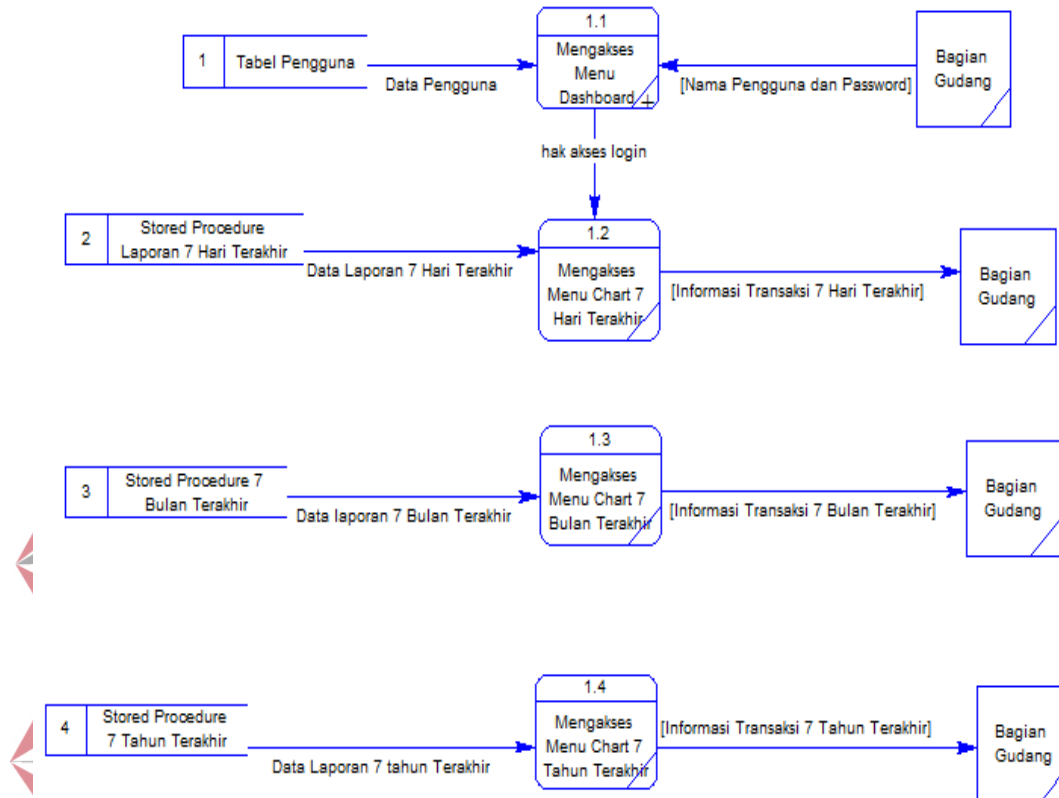 1.1
1
Tabel Pengguna
Data Pengguna
Mengakses
Menu
Dashboard
[Nama Pengguna dan Password]
Bagian
Gudang
hak akses login
2
Stored Procedure
Laporan 7 Hari Terakhir
Data Laporan 7 Hari Terakhir
1.2
Mengakses
Menu Chart 7
Hari Terakhir
[Informasi Transaksi 7 Hari Terakhir]
Bagian
Gudang
3
Stored Procedure 7
Bulan Terakhir
Data laporan 7 Bulan Terakhir
1.3
Mengakses
Menu Chart 7
Bulan Terakhir
[Informasi Transaksi 7 Bulan Terakhir]
Bagian
Gudang
4
Stored Procedure
7 Tahun Terakhir
Data Laporan 7 tahun Terakhir
1.4
Mengakses
Menu Chart 7
Tahun Terakhir
[Informasi Transaksi 7 Tahun Terakhir]
Bagian
Gudang